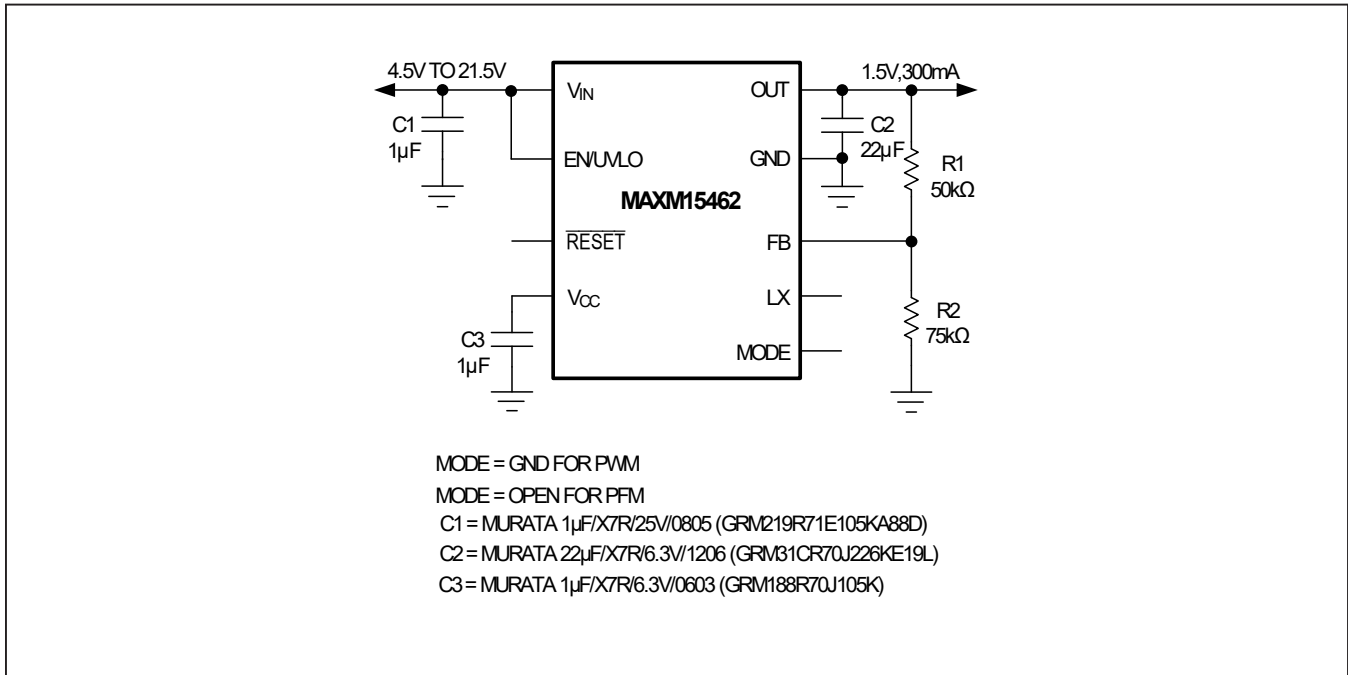 4.5V TO 21.5V
C1
1µF
VIN
EN/UVLO
RESET
VCC
C3
1µF
MAXM15462
OUT
GND
FB
LX
MODE
1.5V,300mA
C2
22µF
R1
50kΩ
R2
75kΩ
MODE = GND FOR PWM
MODE = OPEN FOR PFM
C1 = MURATA 1µF/X7R/25V/0805 (GRM219R71E105KA88D)
C2 = MURATA 22µF/X7R/6.3V/1206 (GRM31CR70J226KE19L)
C3 = MURATA 1µF/X7R/6.3V/0603 (GRM188R70J105K)